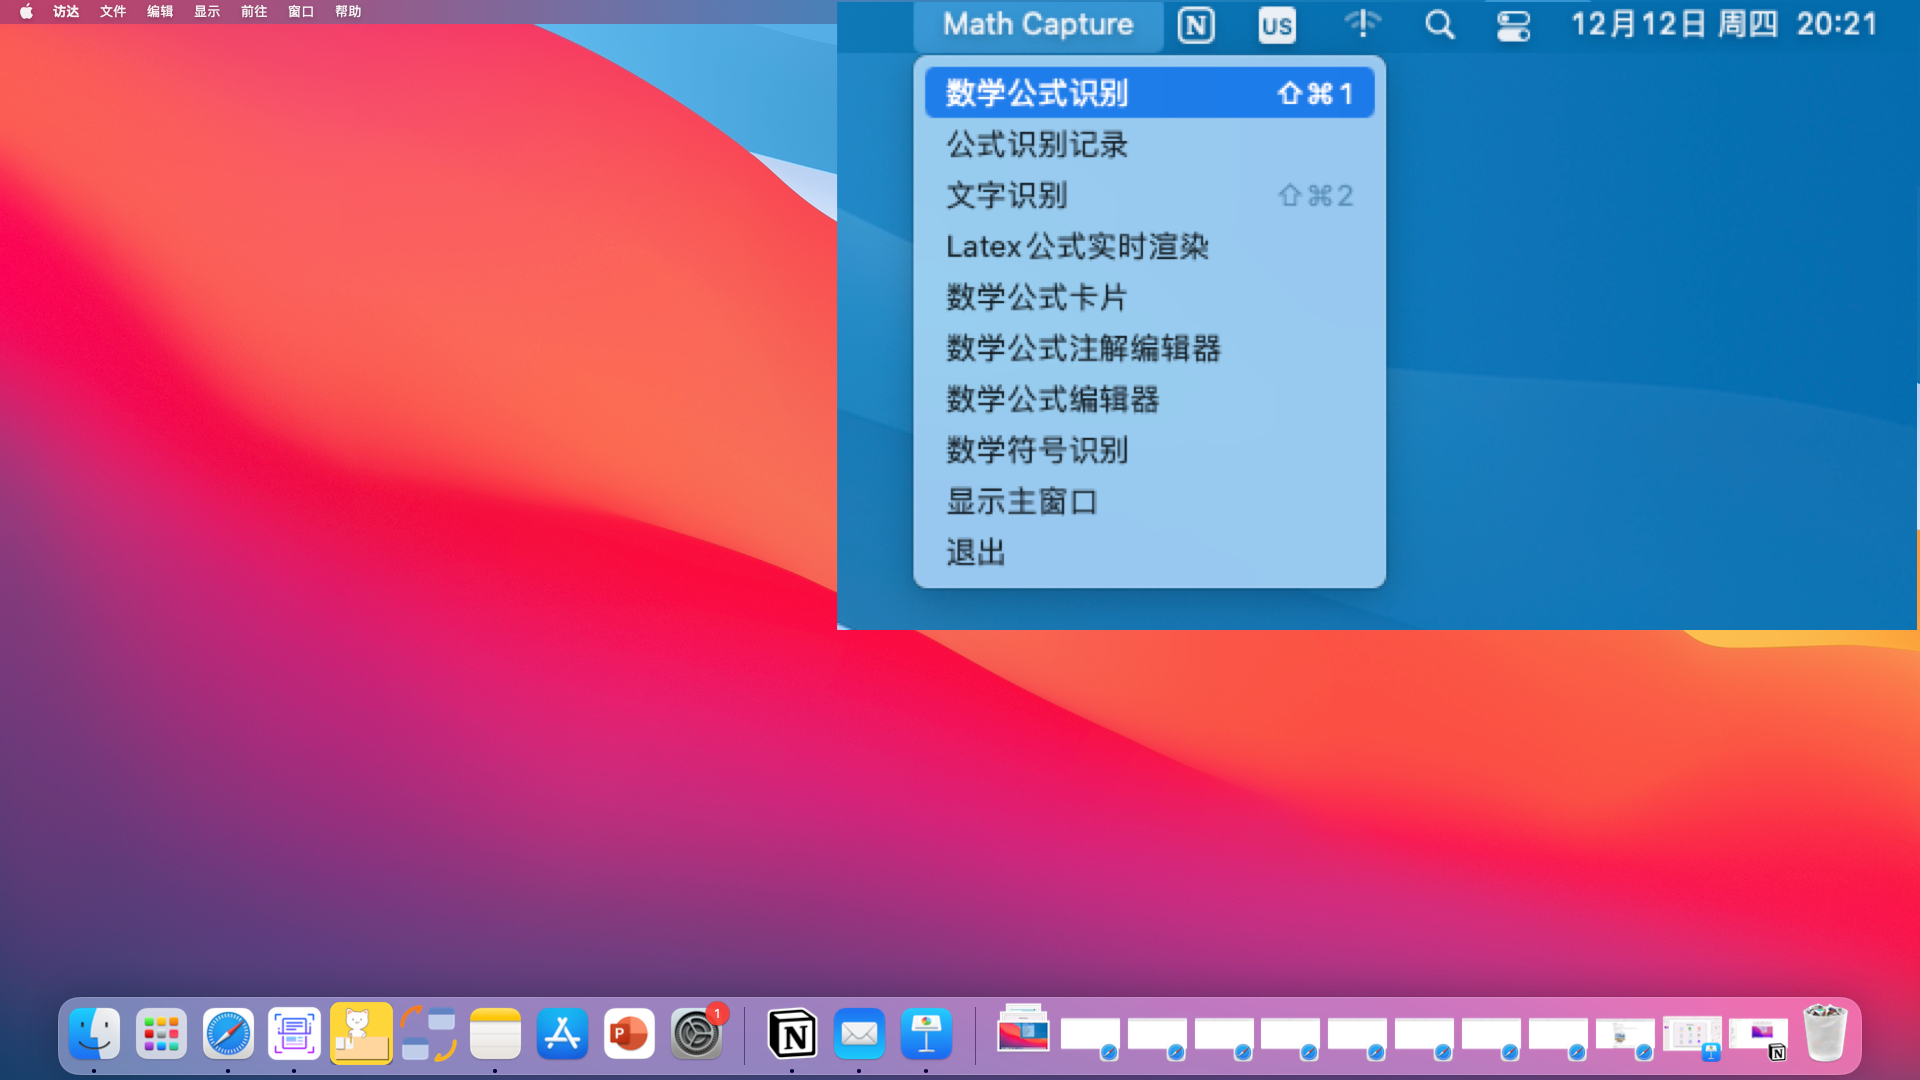 访达 文件 编辑 显示 前往 窗口 帮助
Math Capture N US 12月12日 周四 20:21
数学公式识别 ⇧⌘1
公式识别记录
文字识别 ⇧⌘2
Latex公式实时渲染
数学公式卡片
数学公式注解编辑器
数学公式编辑器
数学符号识别
显示主窗口
退出
P
1
N
N